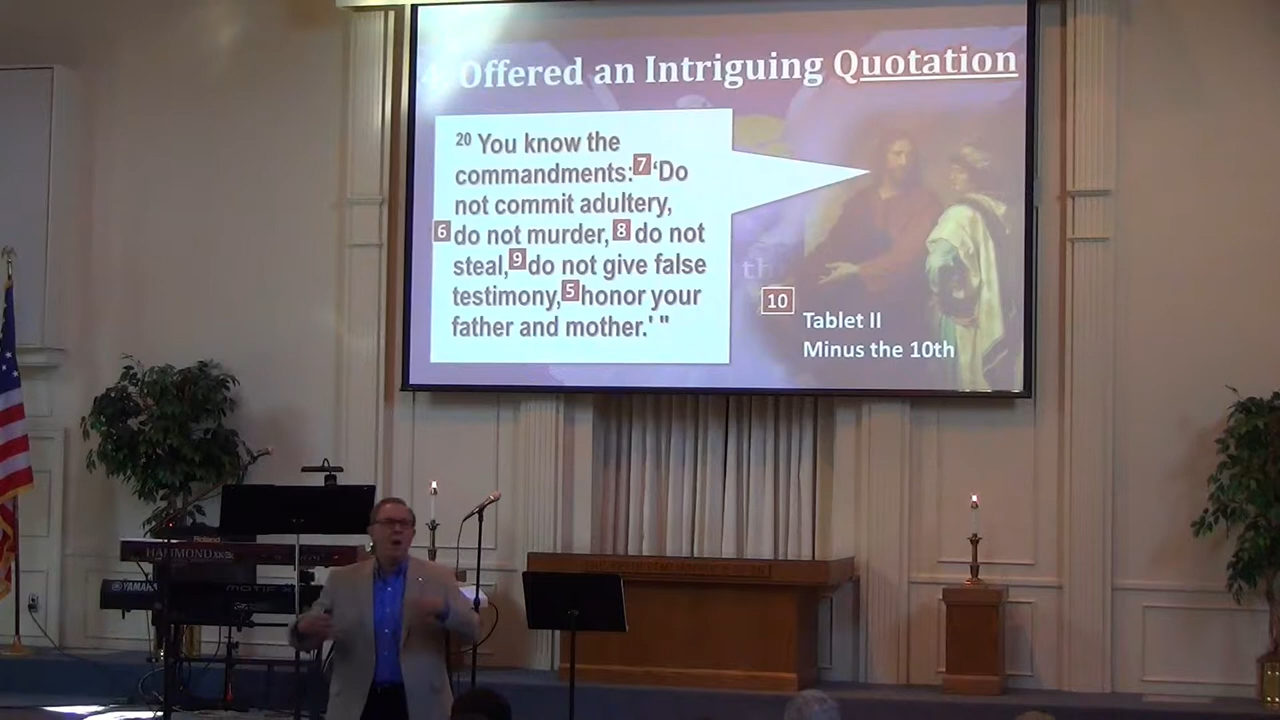 4. Offered an Intriguing Quotation
20 You know the
commandments: 7 'Do
not commit adultery,
6 do not murder, 8 do not
steal, 9 do not give false
testimony, 5 honor your
father and mother.' "
th
10
Tablet II
Minus the 10th
Roland
HAMMOND
YAMAHA
MOTIF